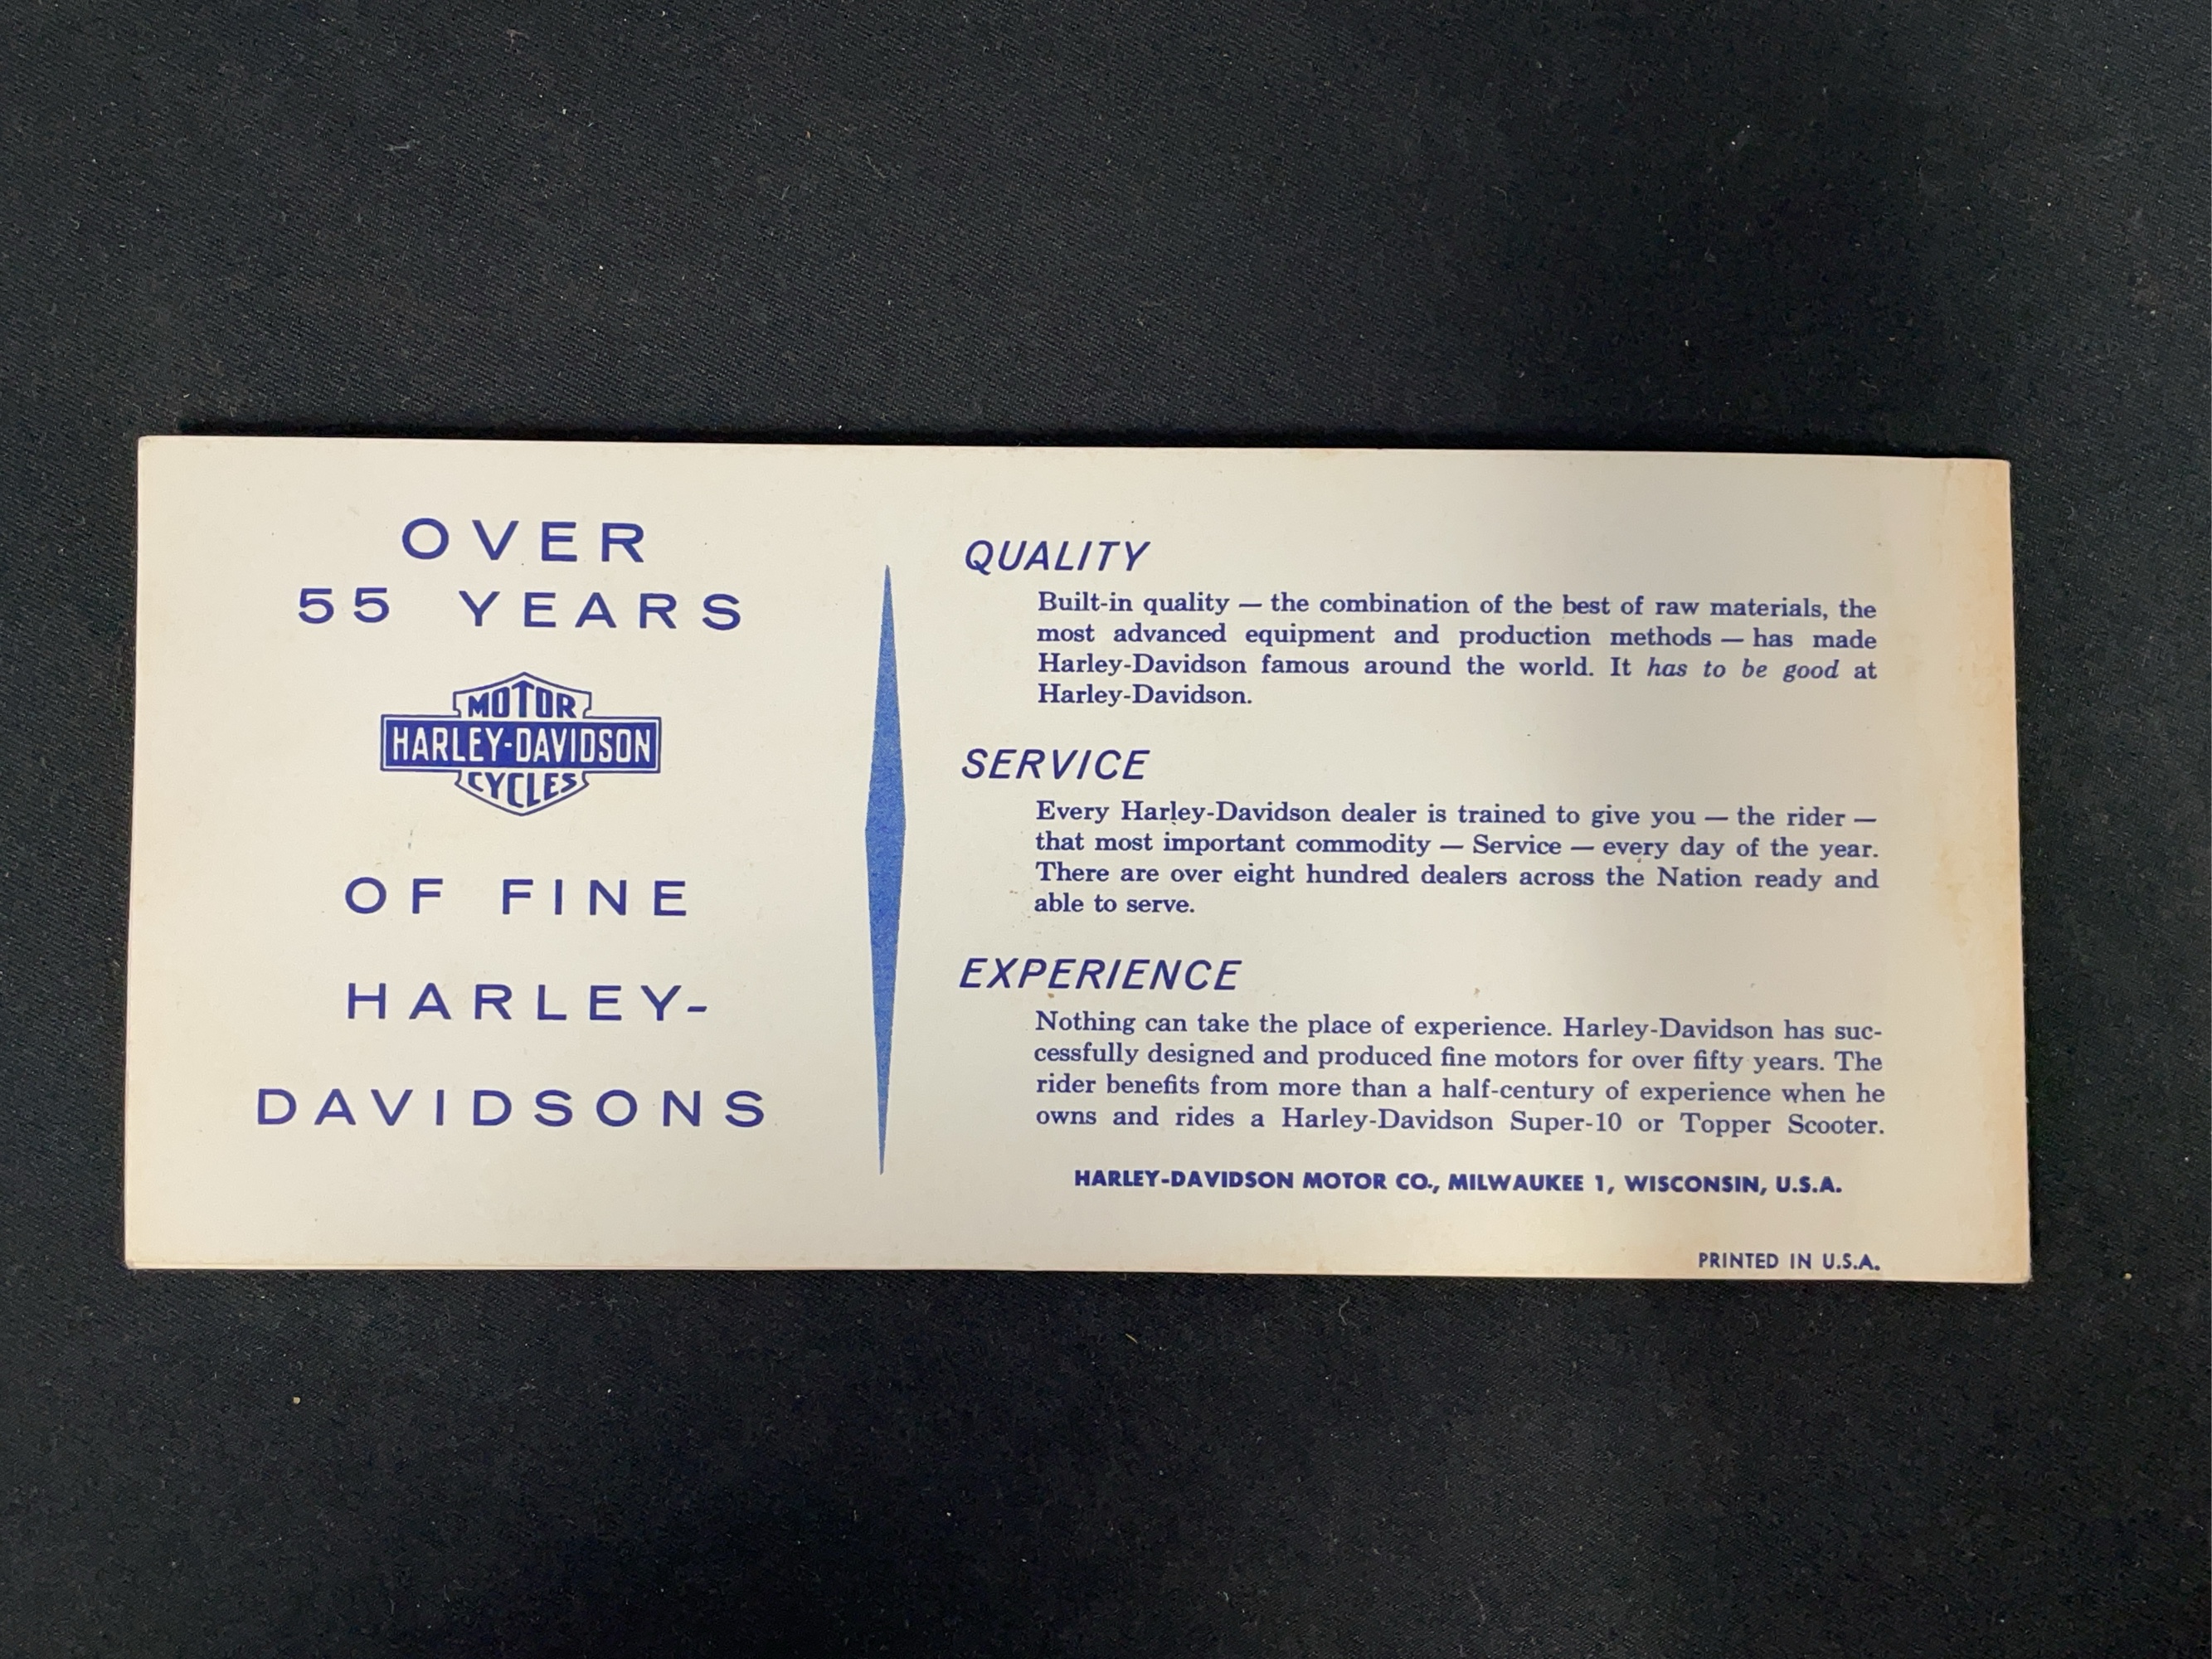 OVER
55 YEARS
MOTOR
HARLEY-DAVIDSON
CYCLES
OF FINE
HARLEY-
DAVIDSONS
QUALITY
Built-in quality — the combination of the best of raw materials, the
most advanced equipment and production methods — has made
Harley-Davidson famous around the world. It has to be good at
Harley-Davidson.
SERVICE
Every Harley-Davidson dealer is trained to give you — the rider —
that most important commodity — Service — every day of the year.
There are over eight hundred dealers across the Nation ready and
able to serve.
EXPERIENCE
Nothing can take the place of experience. Harley-Davidson has suc-
cessfully designed and produced fine motors for over fifty years. The
rider benefits from more than a half-century of experience when he
owns and rides a Harley-Davidson Super-10 or Topper Scooter.
HARLEY-DAVIDSON MOTOR CO., MILWAUKEE 1, WISCONSIN, U.S.A.
PRINTED IN U.S.A.